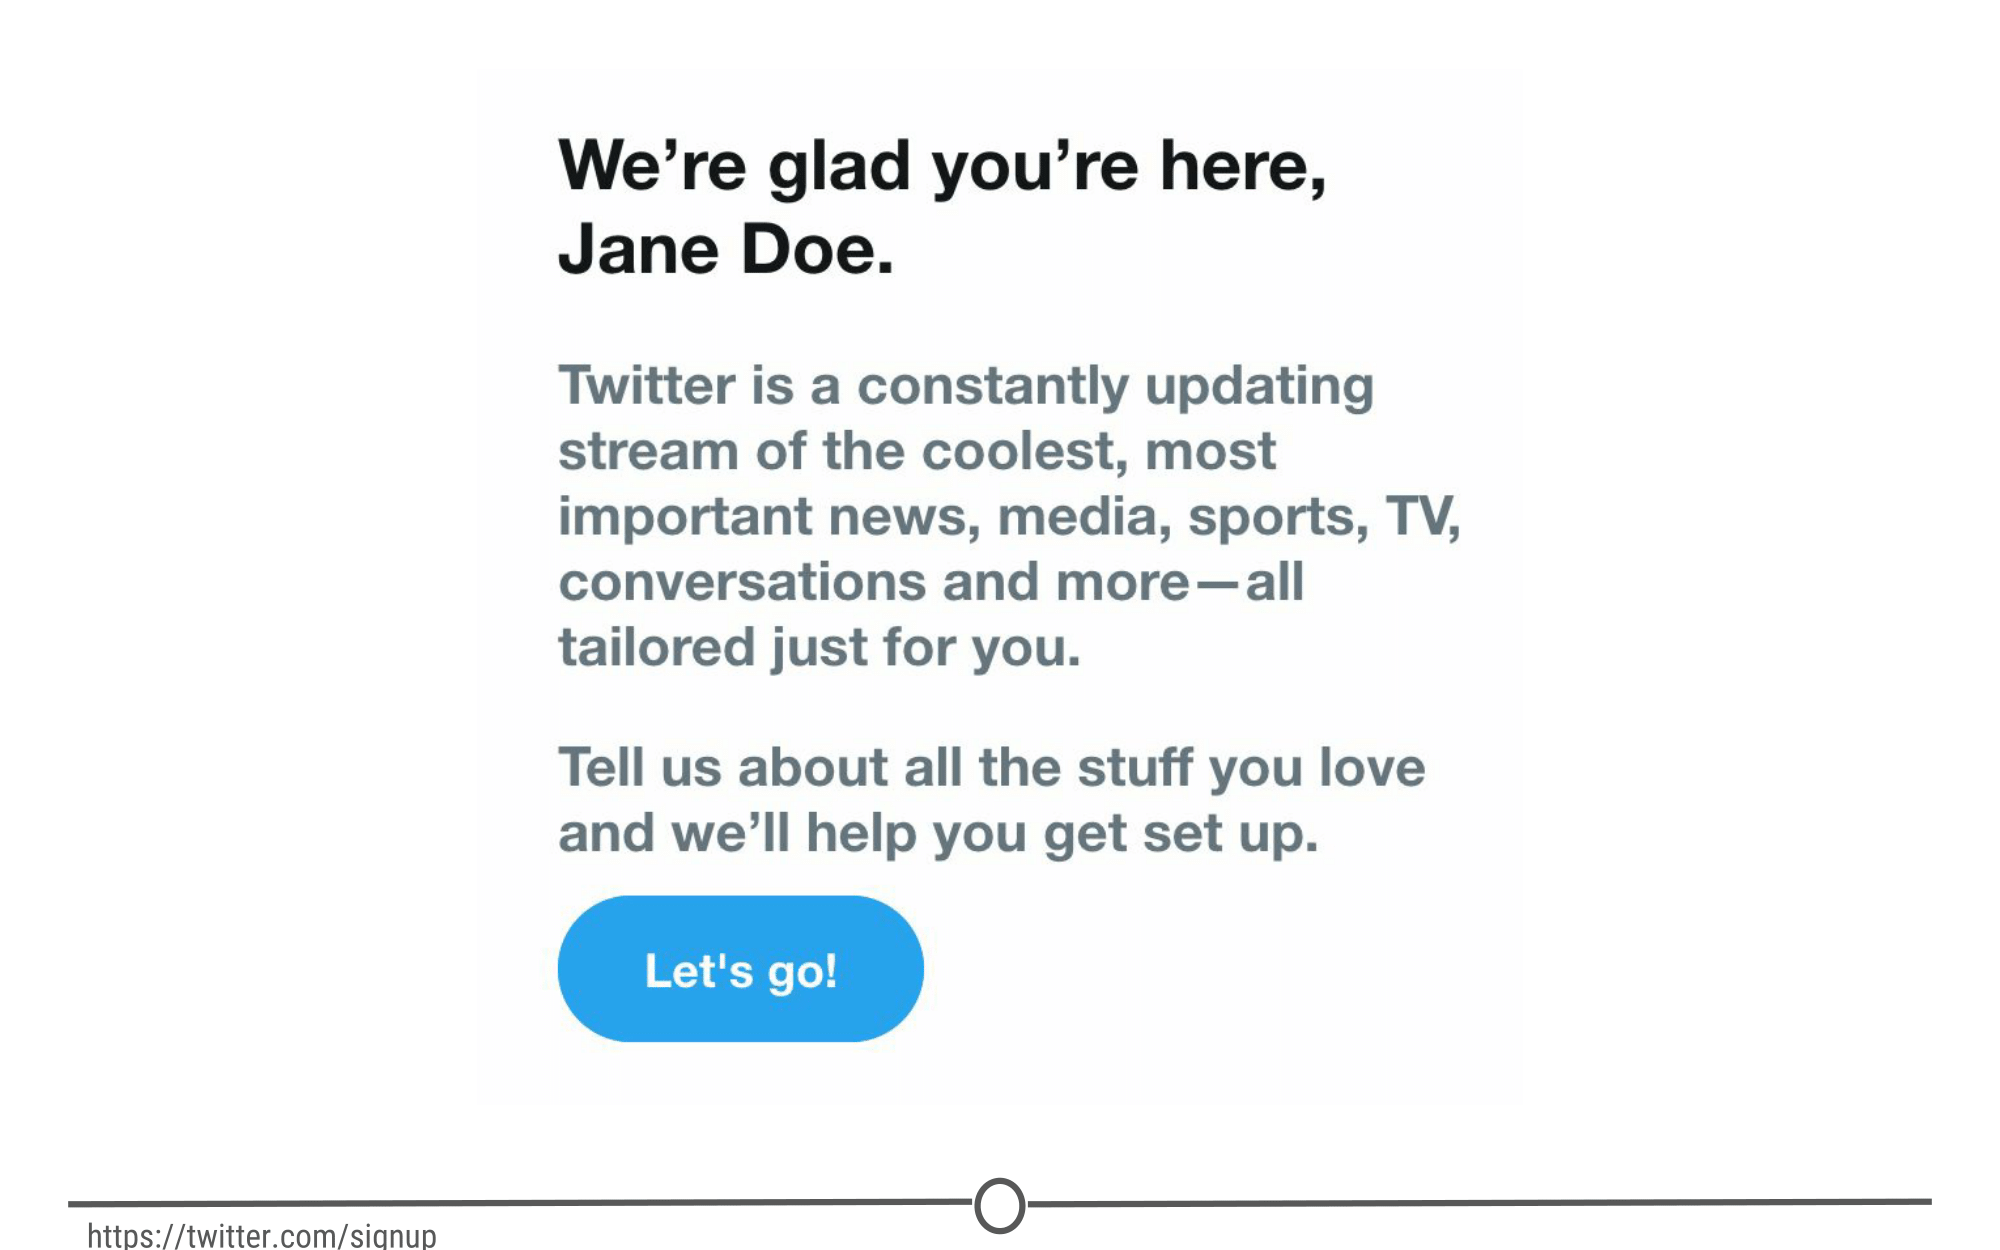 We’re glad you’re here,
Jane Doe.
Twitter is a constantly updating
stream of the coolest, most
important news, media, sports, TV,
conversations and more—all
tailored just for you.
Tell us about all the stuff you love
and we’ll help you get set up.
Let's go!
https://twitter.com/signup